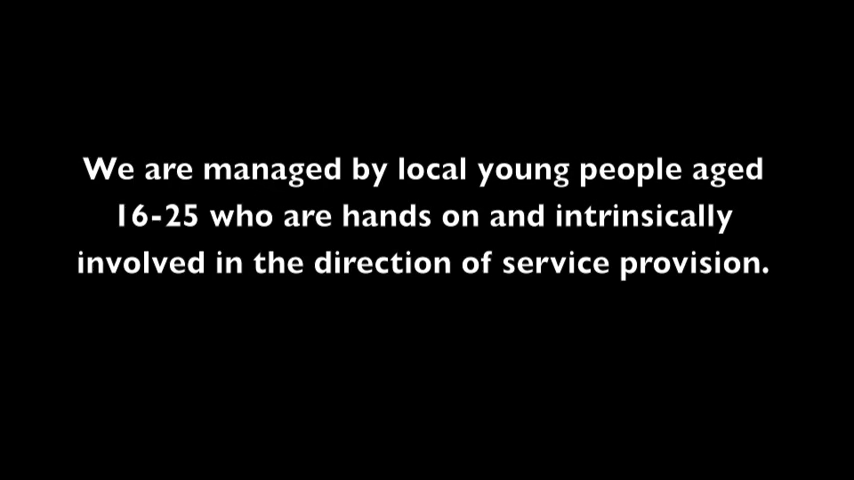 We are managed by local young people aged
16-25 who are hands on and intrinsically
involved in the direction of service provision.